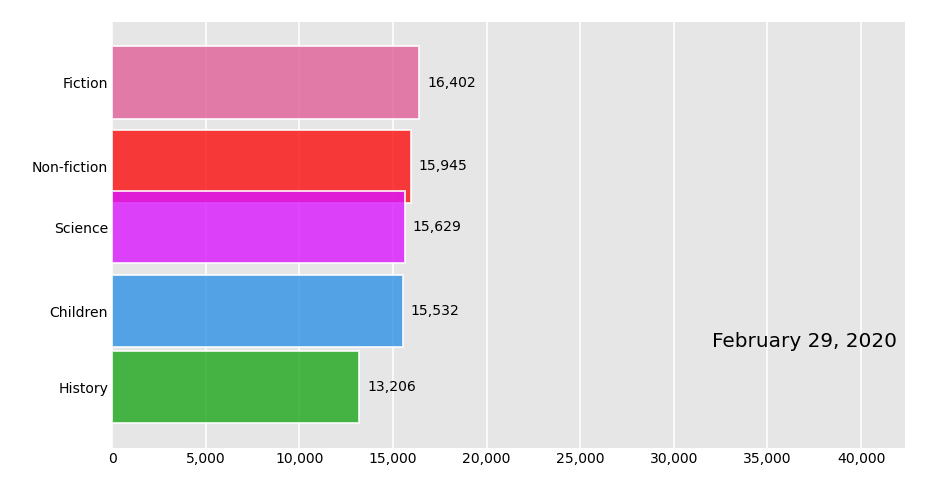 Fiction 16,402
Non-fiction 15,945
Science 15,629
Children 15,532
February 29, 2020
History 13,206
0 5,000 10,000 15,000 20,000 25,000 30,000 35,000 40,000